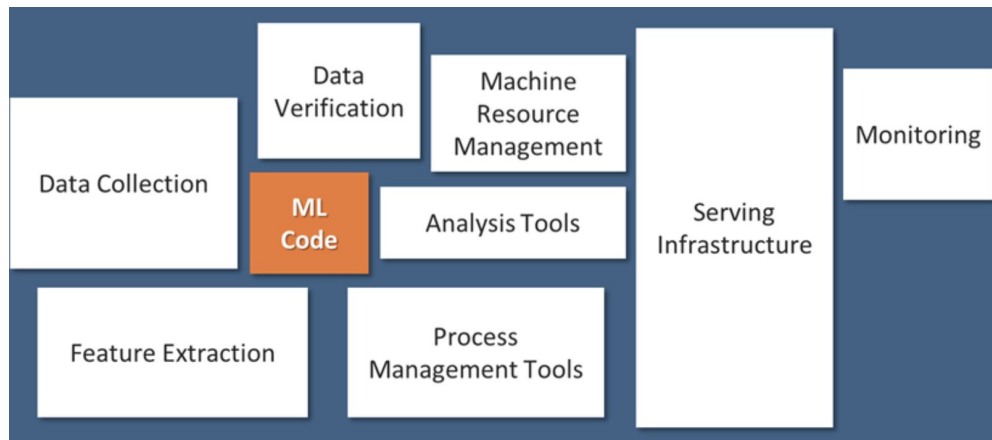 Data Collection
Data
Verification
Machine
Resource
Management
ML
Code
Analysis Tools
Serving
Infrastructure
Monitoring
Feature Extraction
Process
Management Tools